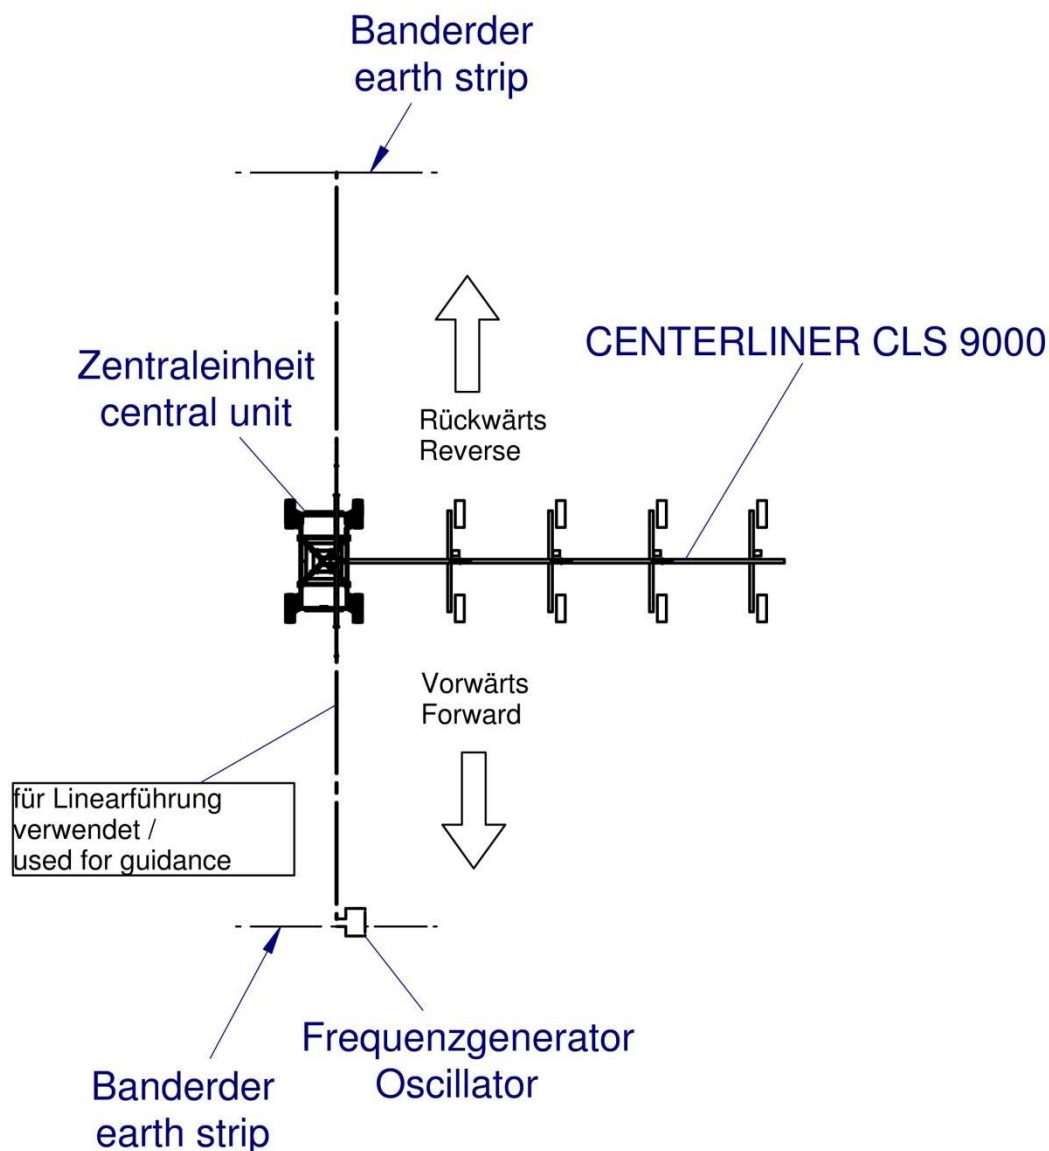 Banderder
earth strip
CENTERLINER CLS 9000
Zentraleinheit
central unit
Rückwärts
Reverse
Vorwärts
Forward
für Linearführung
verwendet /
used for guidance
Frequenzgenerator
Oscillator
Banderder
earth strip